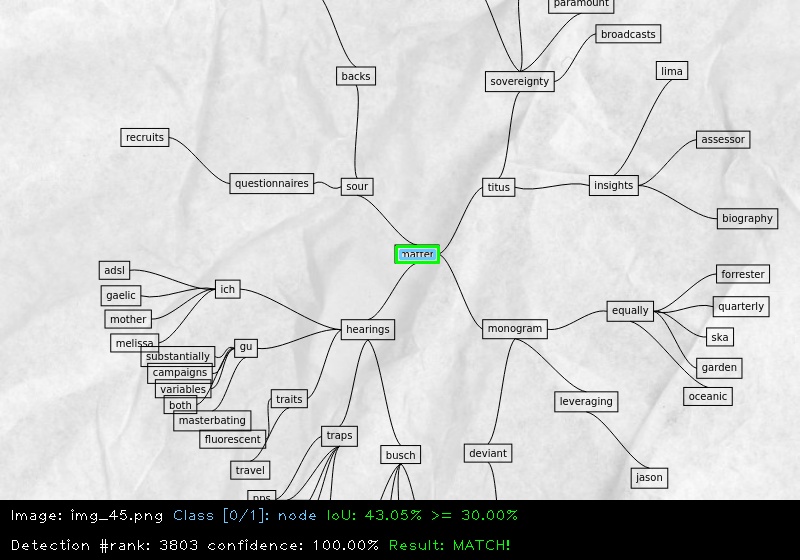 paramount
broadcasts
backs
sovereignty
lima
recruits
assessor
questionnaires
sour
titus
insights
biography
matter
adsl
forrester
ich
gaelic
quarterly
equally
mother
hearings
monogram
ska
melissa
gu
substantially
campaigns
garden
variables
oceanic
both
traits
leveraging
masterbating
fluorescent
traps
busch
deviant
travel
jason
pps
Image: img_45.png Class [0/1]: node IoU: 43.05% >= 30.00%
Detection #rank: 3803 confidence: 100.00% Result: MATCH!